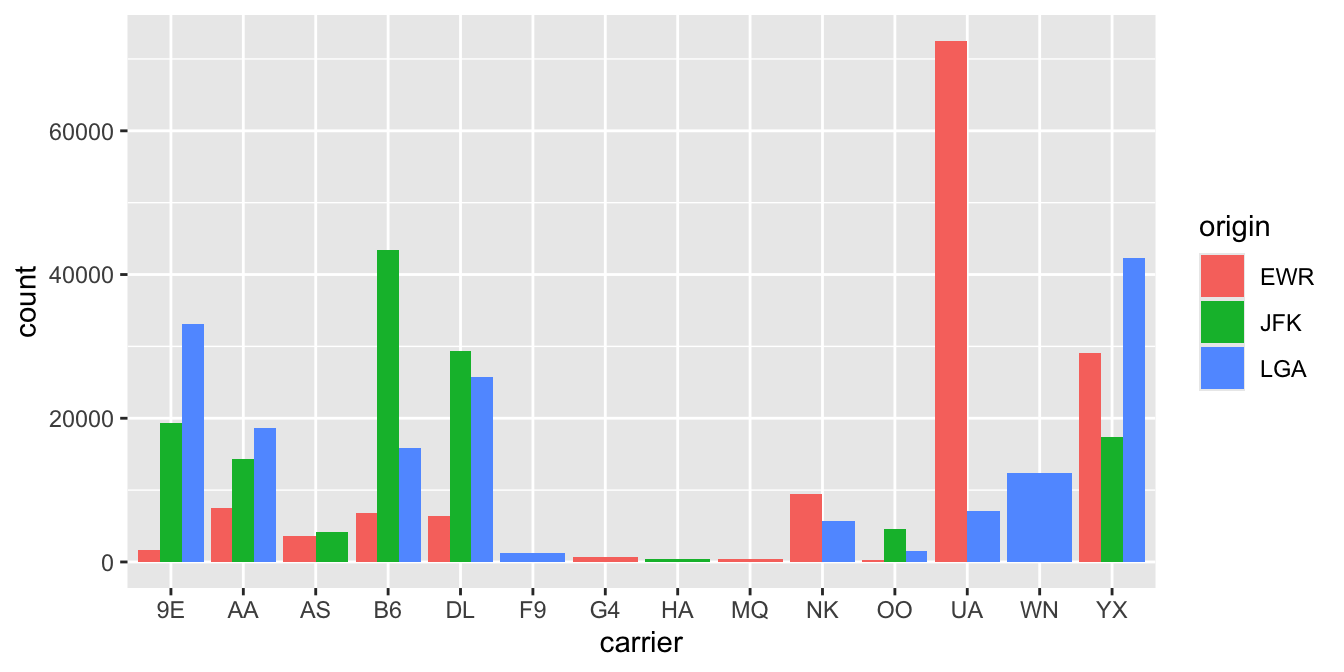 60000
40000
20000
0
count
9E AA AS B6 DL F9 G4 HA MQ NK OO UA WN YX
carrier
origin
EWR
JFK
LGA